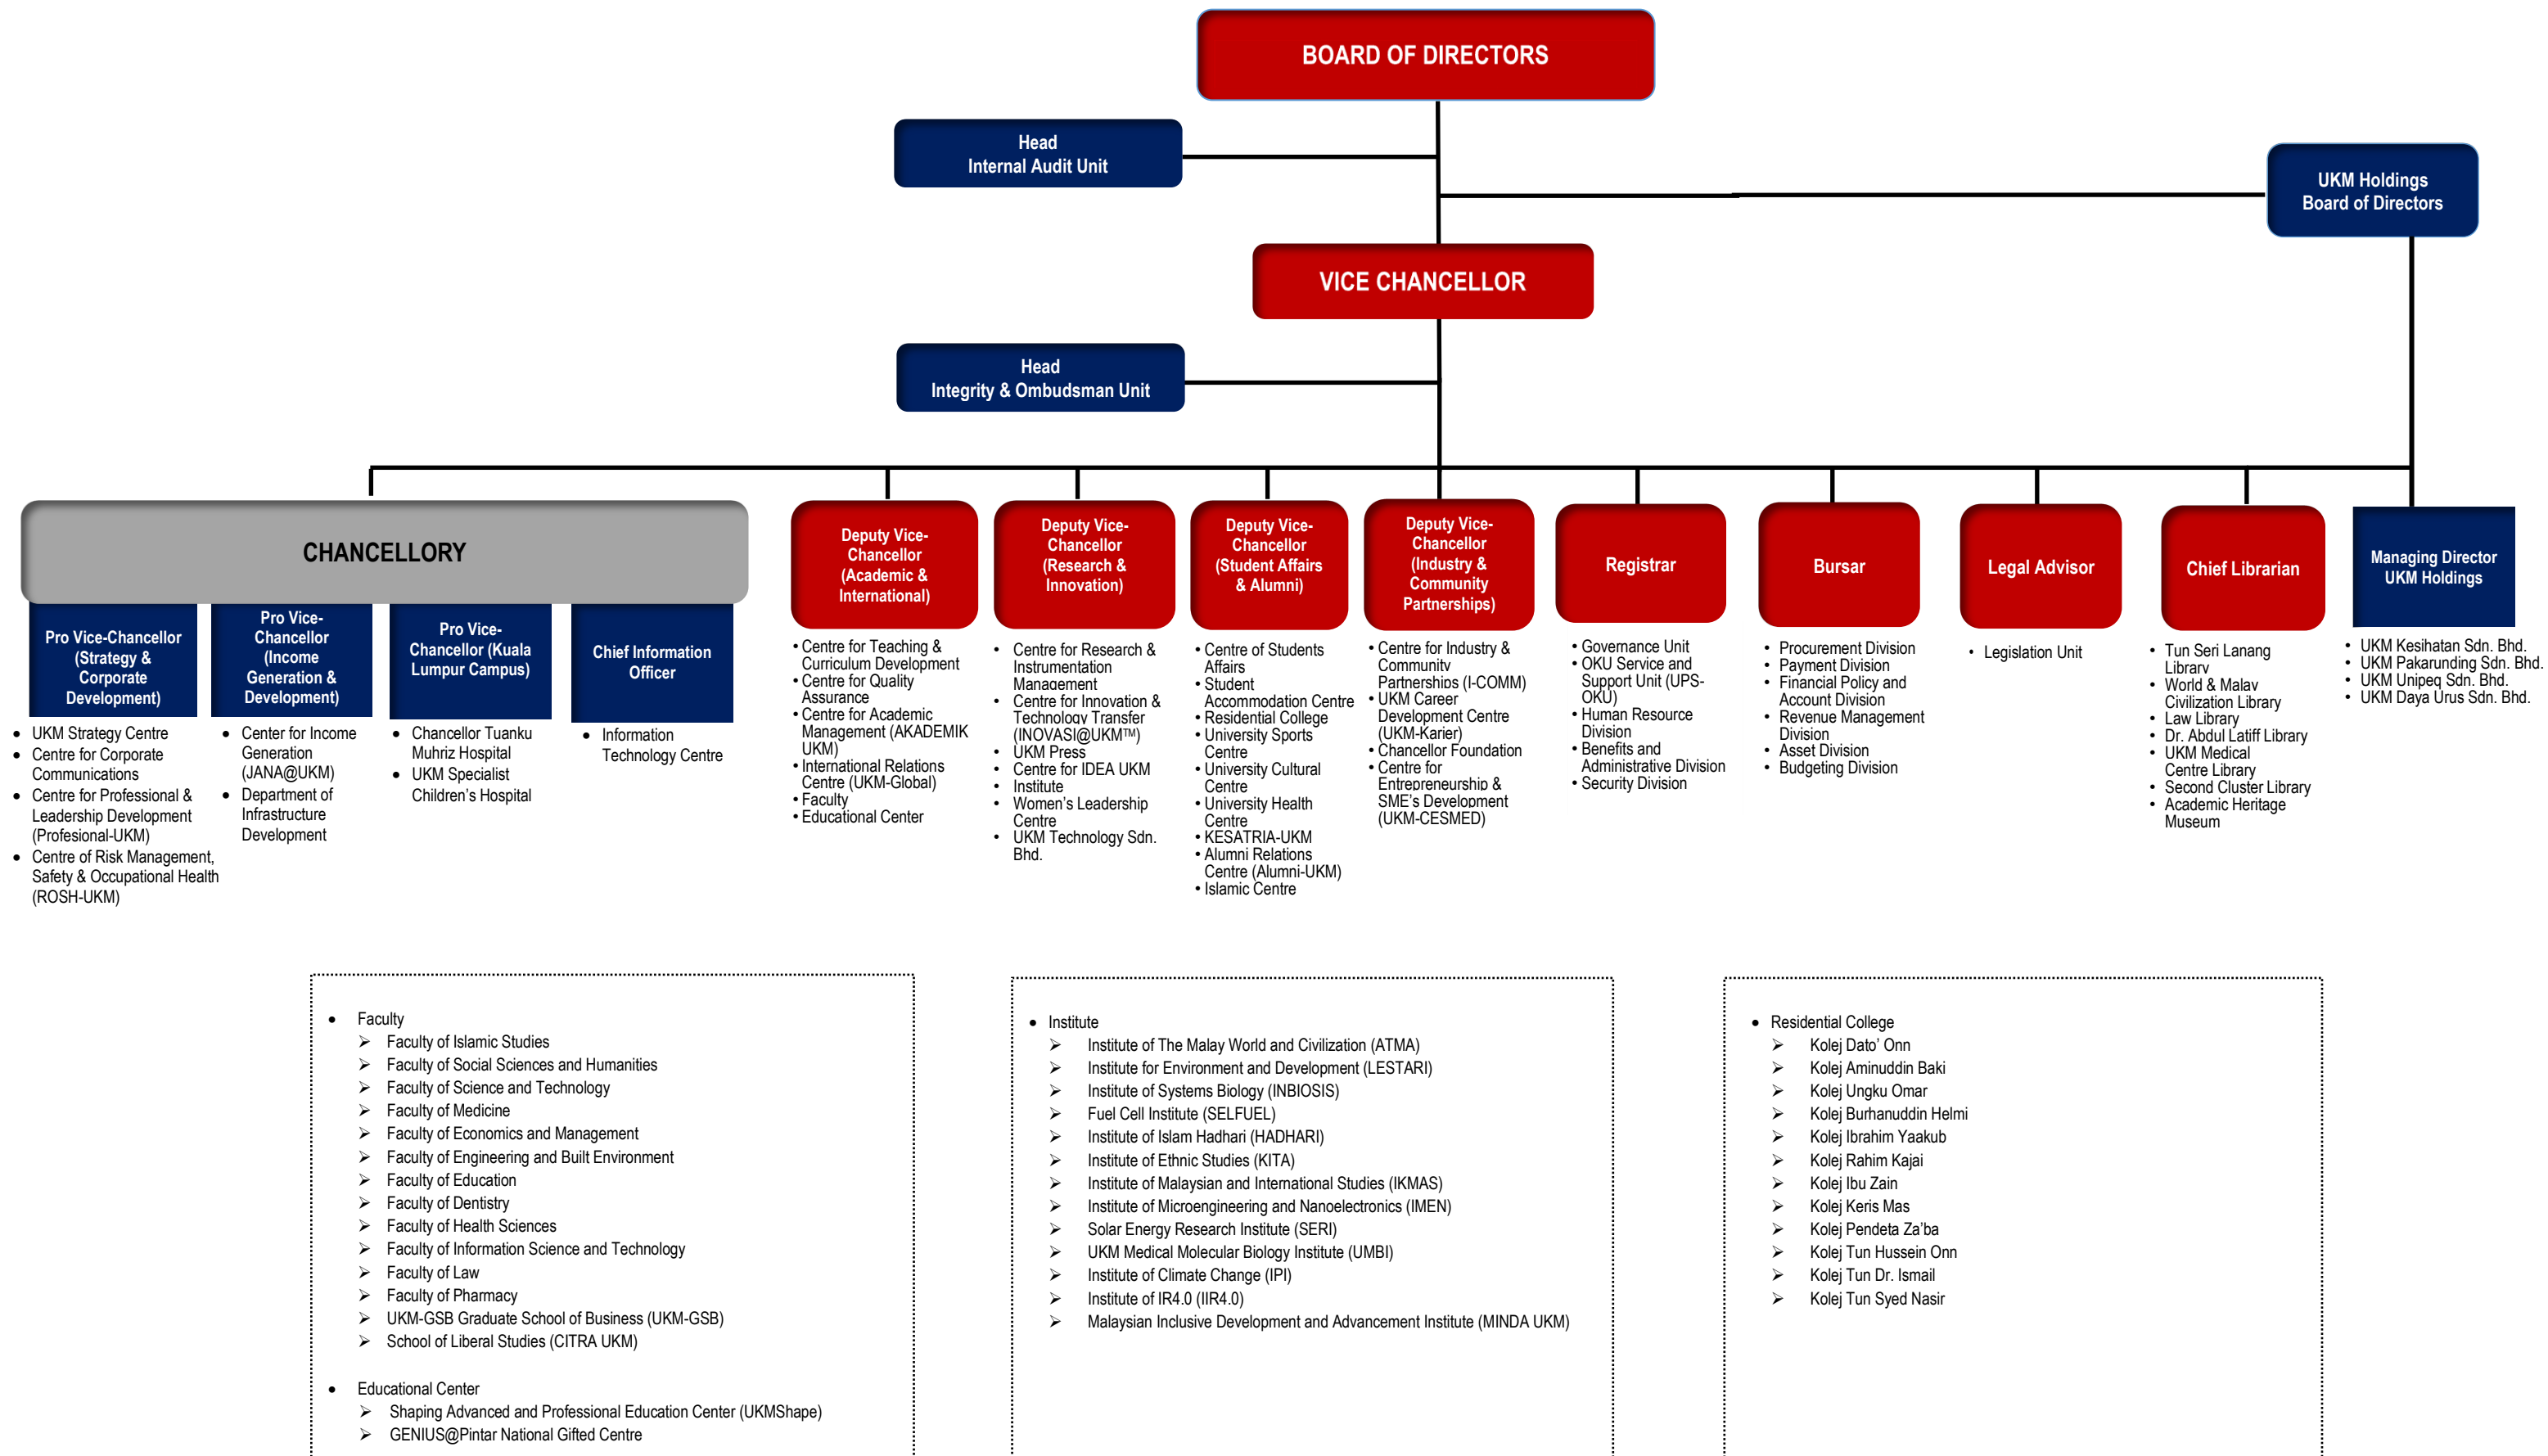 BOARD OF DIRECTORS
Head
Internal Audit Unit
UKM Holdings
Board of Directors
VICE CHANCELLOR
Head
Integrity & Ombudsman Unit
CHANCELLORY
Pro Vice-Chancellor
(Strategy &
Corporate
Development)
• UKM Strategy Centre
• Centre for Corporate
Communications
• Centre for Professional &
Leadership Development
(Profesional-UKM)
• Centre of Risk Management,
Safety & Occupational Health
(ROSH-UKM)
Pro Vice-
Chancellor
(Income
Generation &
Development)
• Center for Income
Generation
(JANA@UKM)
• Department of
Infrastructure
Development
Pro Vice-
Chancellor (Kuala
Lumpur Campus)
• Chancellor Tuanku
Muhriz Hospital
• UKM Specialist
Children's Hospital
Chief Information
Officer
• Information
Technology Centre
Deputy Vice-
Chancellor
(Academic &
International)
• Centre for Teaching &
Curriculum Development
• Centre for Quality
Assurance
• Centre for Academic
Management (AKADEMIK
UKM)
• International Relations
Centre (UKM-Global)
• Faculty
• Educational Center
Deputy Vice-
Chancellor
(Research &
Innovation)
• Centre for Research &
Instrumentation
Management
• Centre for Innovation &
Technology Transfer
(INOVASI@UKM™)
• UKM Press
• Centre for IDEA UKM
• Institute
• Women's Leadership
Centre
• UKM Technology Sdn.
Bhd.
Deputy Vice-
Chancellor
(Student Affairs
& Alumni)
• Centre of Students
Affairs
• Student
Accommodation Centre
• Residential College
• University Sports
Centre
• University Cultural
Centre
• University Health
Centre
• KESATRIA-UKM
• Alumni Relations
Centre (Alumni-UKM)
• Islamic Centre
Deputy Vice-
Chancellor
(Industry &
Community
Partnerships)
• Centre for Industry &
Community
Partnerships (I-COMM)
• UKM Career
Development Centre
(UKM-Karier)
• Chancellor Foundation
• Centre for
Entrepreneurship &
SME's Development
(UKM-CESMED)
Registrar
• Governance Unit
• OKU Service and
Support Unit (UPS-
OKU)
• Human Resource
Division
• Benefits and
Administrative Division
• Security Division
Bursar
• Procurement Division
• Payment Division
• Financial Policy and
Account Division
• Revenue Management
Division
• Asset Division
• Budgeting Division
Legal Advisor
• Legislation Unit
Chief Librarian
• Tun Seri Lanang
Library
• World & Malay
Civilization Library
• Law Library
• Dr. Abdul Latiff Library
• UKM Medical
Centre Library
• Second Cluster Library
• Academic Heritage
Museum
Managing Director
UKM Holdings
• UKM Kesihatan Sdn. Bhd.
• UKM Pakarunding Sdn. Bhd.
• UKM Unipeq Sdn. Bhd.
• UKM Daya Urus Sdn. Bhd.
• Faculty
➢ Faculty of Islamic Studies
➢ Faculty of Social Sciences and Humanities
➢ Faculty of Science and Technology
➢ Faculty of Medicine
➢ Faculty of Economics and Management
➢ Faculty of Engineering and Built Environment
➢ Faculty of Education
➢ Faculty of Dentistry
➢ Faculty of Health Sciences
➢ Faculty of Information Science and Technology
➢ Faculty of Law
➢ Faculty of Pharmacy
➢ UKM-GSB Graduate School of Business (UKM-GSB)
➢ School of Liberal Studies (CITRA UKM)
• Educational Center
➢ Shaping Advanced and Professional Education Center (UKMShape)
➢ GENIUS@Pintar National Gifted Centre
• Institute
➢ Institute of The Malay World and Civilization (ATMA)
➢ Institute for Environment and Development (LESTARI)
➢ Institute of Systems Biology (INBIOSIS)
➢ Fuel Cell Institute (SELFUEL)
➢ Institute of Islam Hadhari (HADHARI)
➢ Institute of Ethnic Studies (KITA)
➢ Institute of Malaysian and International Studies (IKMAS)
➢ Institute of Microengineering and Nanoelectronics (IMEN)
➢ Solar Energy Research Institute (SERI)
➢ UKM Medical Molecular Biology Institute (UMBI)
➢ Institute of Climate Change (IPI)
➢ Institute of IR4.0 (IIR4.0)
➢ Malaysian Inclusive Development and Advancement Institute (MINDA UKM)
• Residential College
➢ Kolej Dato' Onn
➢ Kolej Aminuddin Baki
➢ Kolej Ungku Omar
➢ Kolej Burhanuddin Helmi
➢ Kolej Ibrahim Yaakub
➢ Kolej Rahim Kajai
➢ Kolej Ibu Zain
➢ Kolej Keris Mas
➢ Kolej Pendeta Za'ba
➢ Kolej Tun Hussein Onn
➢ Kolej Tun Dr. Ismail
➢ Kolej Tun Syed Nasir